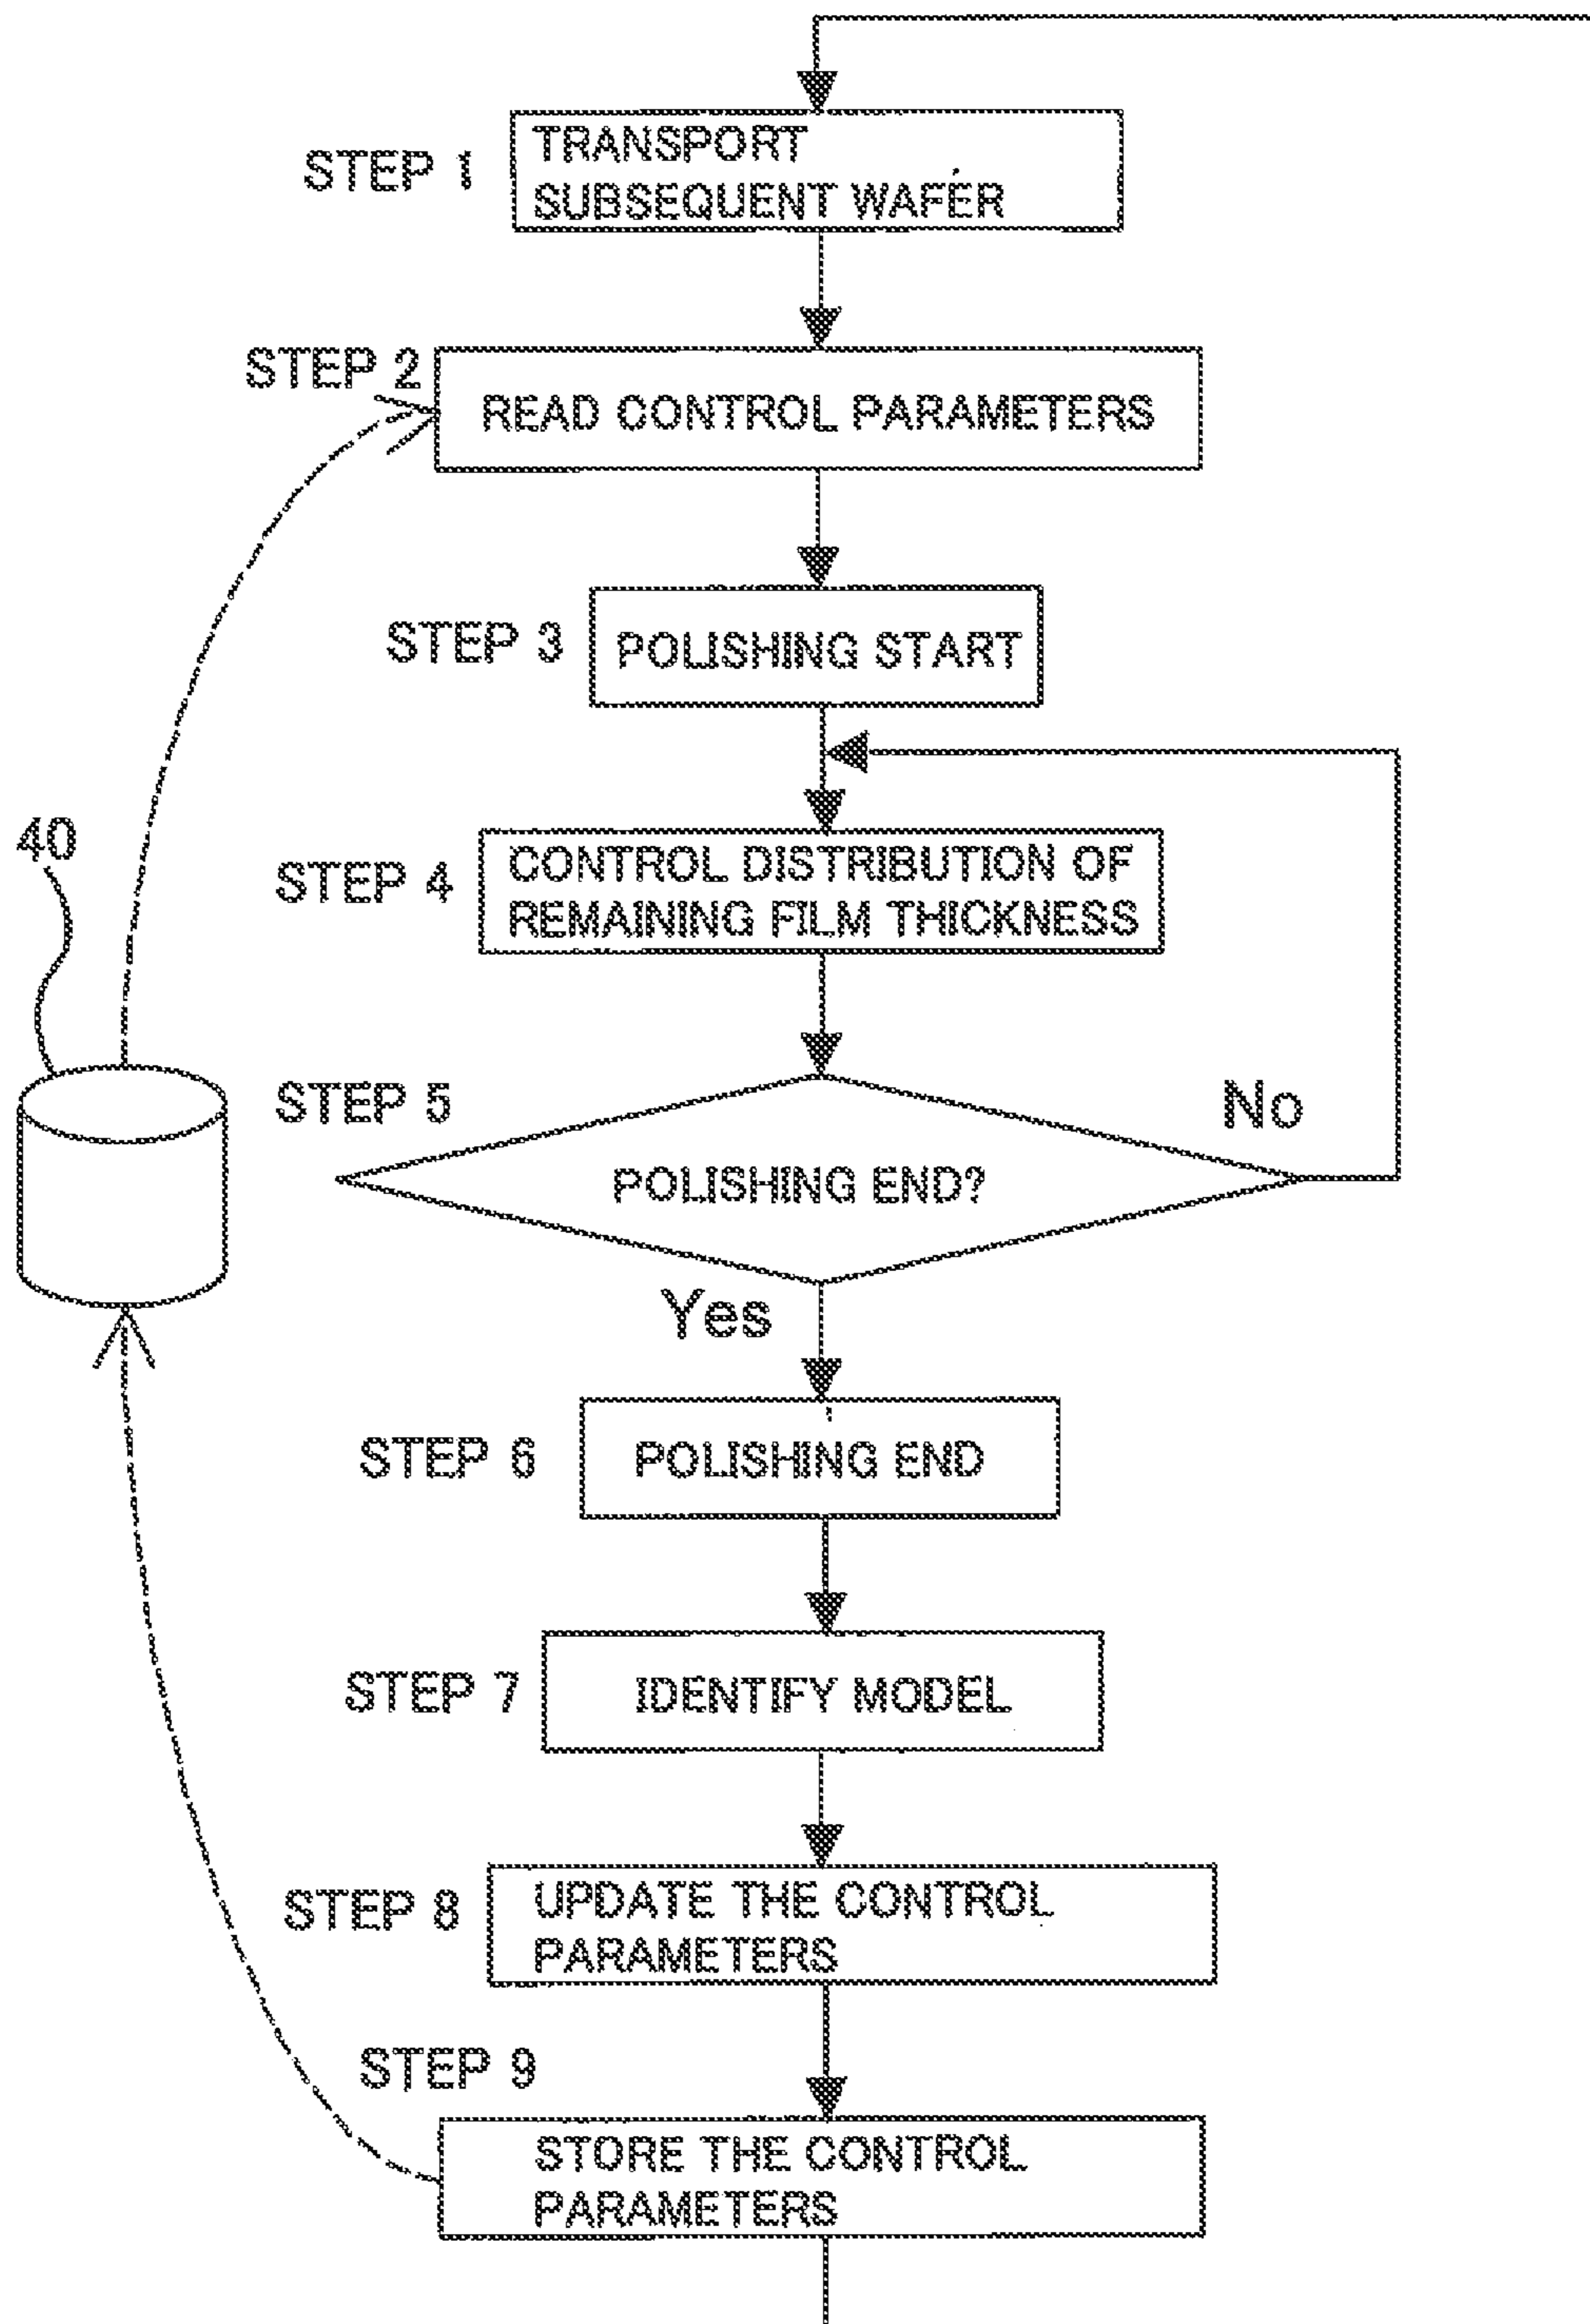 STEP 1
TRANSPORT
SUBSEQUENT WAFER
STEP 2
READ CONTROL PARAMETERS
STEP 3
POLISHING START
40
STEP 4
CONTROL DISTRIBUTION OF
REMAINING FILM THICKNESS
STEP 5
No
POLISHING END?
Yes
STEP 6
POLISHING END
STEP 7
IDENTIFY MODEL
STEP 8
UPDATE THE CONTROL
PARAMETERS
STEP 9
STORE THE CONTROL
PARAMETERS